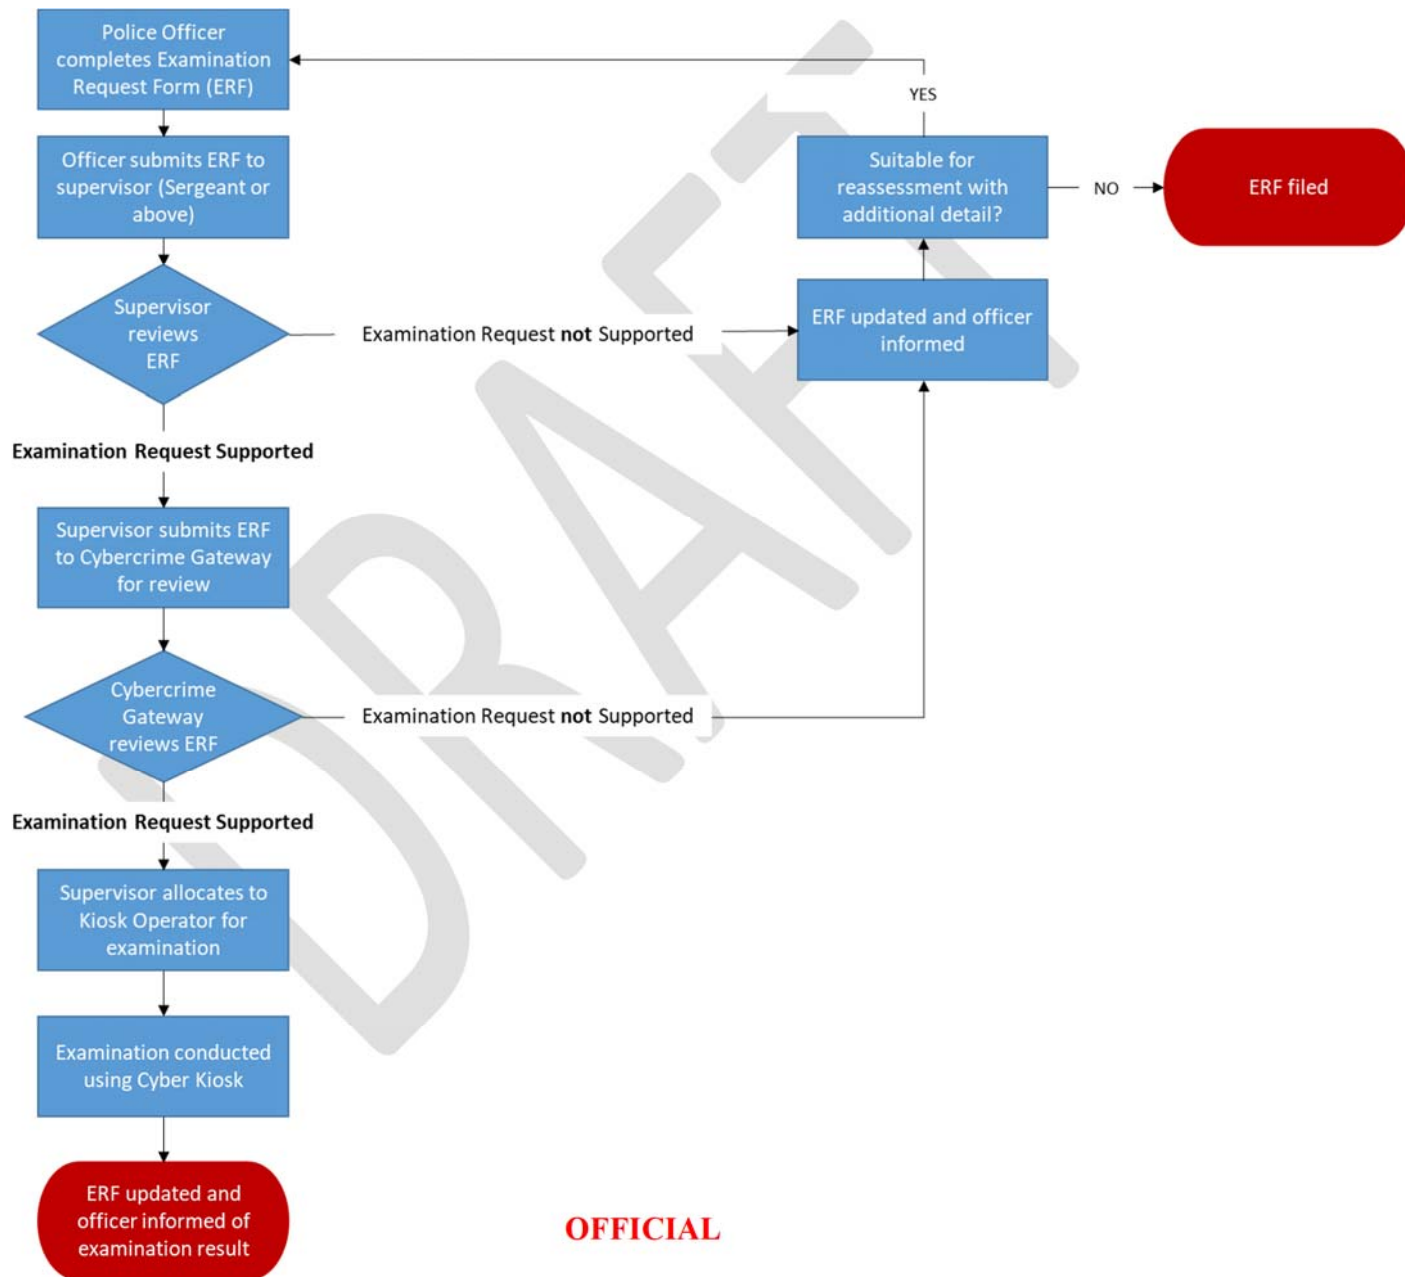 Police Officer
completes Examination
Request Form (ERF)
YES
Officer submits ERF to
supervisor (Sergeant or
above)
Suitable for
reassessment with
additional detail?
NO
ERF filed
Supervisor
reviews
ERF
Examination Request not Supported
ERF updated and officer
informed
Examination Request Supported
Supervisor submits ERF
to Cybercrime Gateway
for review
Cybercrime
Gateway
reviews ERF
Examination Request not Supported
Examination Request Supported
Supervisor allocates to
Kiosk Operator for
examination
Examination conducted
using Cyber Kiosk
ERF updated and
officer informed of
examination result
OFFICIAL
DRAFT